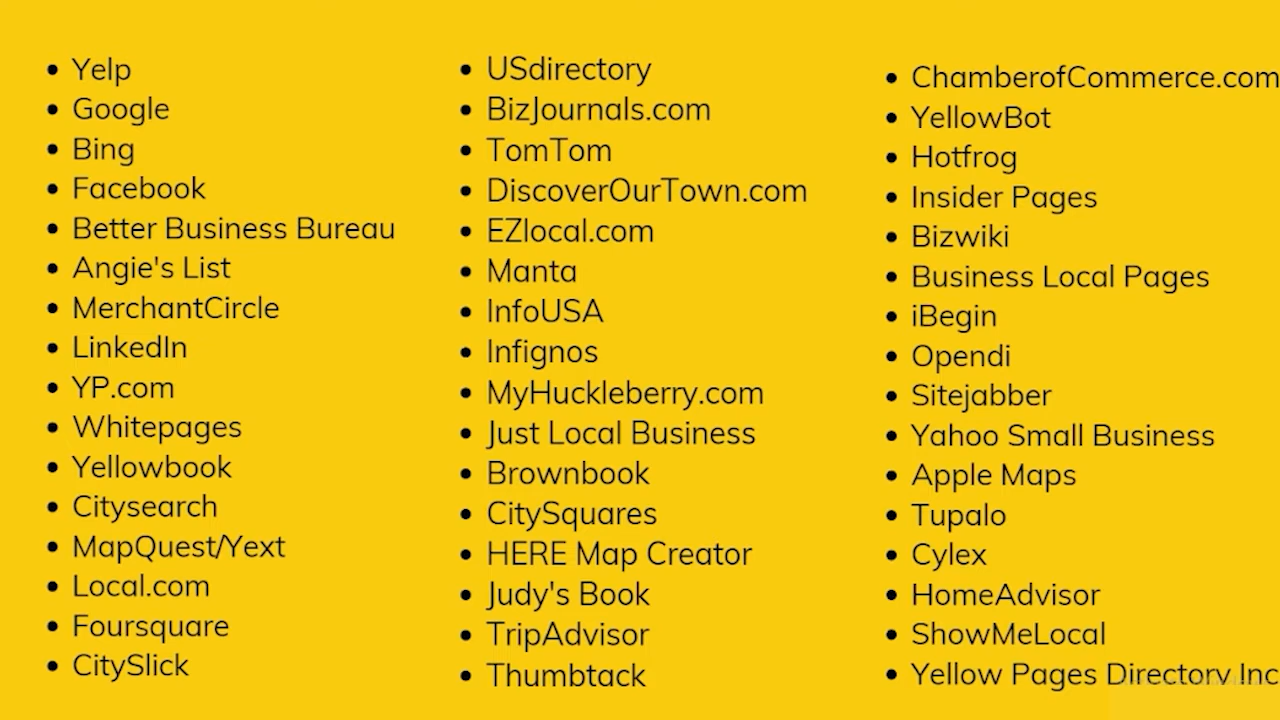 • Yelp
• Google
• Bing
• Facebook
• Better Business Bureau
• Angie's List
• MerchantCircle
• LinkedIn
• YP.com
• Whitepages
• Yellowbook
• Citysearch
• MapQuest/Yext
• Local.com
• Foursquare
• CitySlick
• USdirectory
• BizJournals.com
• TomTom
• DiscoverOurTown.com
• EZlocal.com
• Manta
• InfoUSA
• Infignos
• MyHuckleberry.com
• Just Local Business
• Brownbook
• CitySquares
• HERE Map Creator
• Judy's Book
• TripAdvisor
• Thumbtack
• ChamberofCommerce.com
• YellowBot
• Hotfrog
• Insider Pages
• Bizwiki
• Business Local Pages
• iBegin
• Opendi
• Sitejabber
• Yahoo Small Business
• Apple Maps
• Tupalo
• Cylex
• HomeAdvisor
• ShowMeLocal
• Yellow Pages Directory.Inc